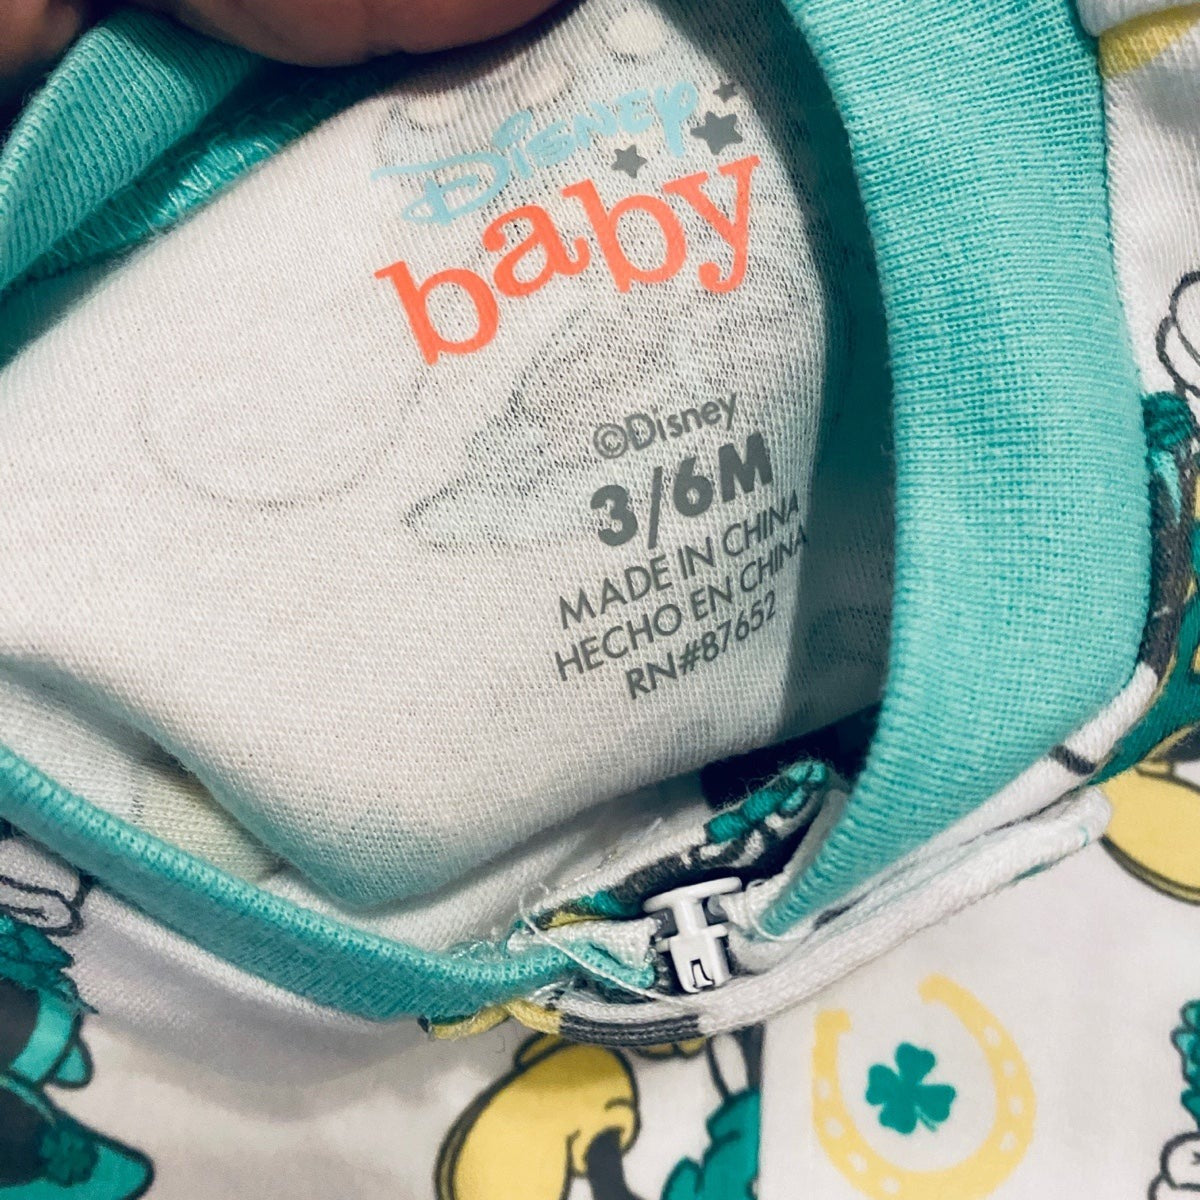 Disney
baby
©Disney
3/6M
MADE IN CHINA
HECHO EN CHINA
RN#87652